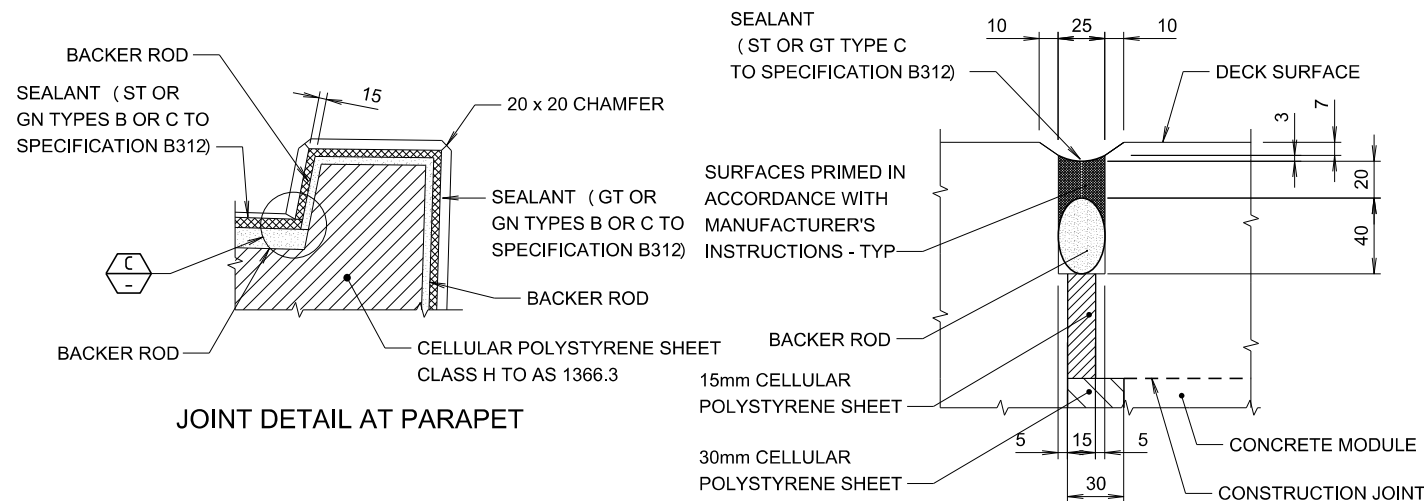 BACKER ROD
SEALANT (ST OR
GN TYPES B OR C TO
SPECIFICATION B312)
15
20 x 20 CHAMFER
SEALANT (GT OR
GN TYPES B OR C TO
SPECIFICATION B312)
C
-
BACKER ROD
BACKER ROD
CELLULAR POLYSTYRENE SHEET
CLASS H TO AS 1366.3
JOINT DETAIL AT PARAPET
SEALANT
(ST OR GT TYPE C
TO SPECIFICATION B312)
10
25
10
DECK SURFACE
3
7
20
40
SURFACES PRIMED IN
ACCORDANCE WITH
MANUFACTURER'S
INSTRUCTIONS - TYP
BACKER ROD
15mm CELLULAR
POLYSTYRENE SHEET
30mm CELLULAR
POLYSTYRENE SHEET
5
15
5
30
CONCRETE MODULE
CONSTRUCTION JOINT